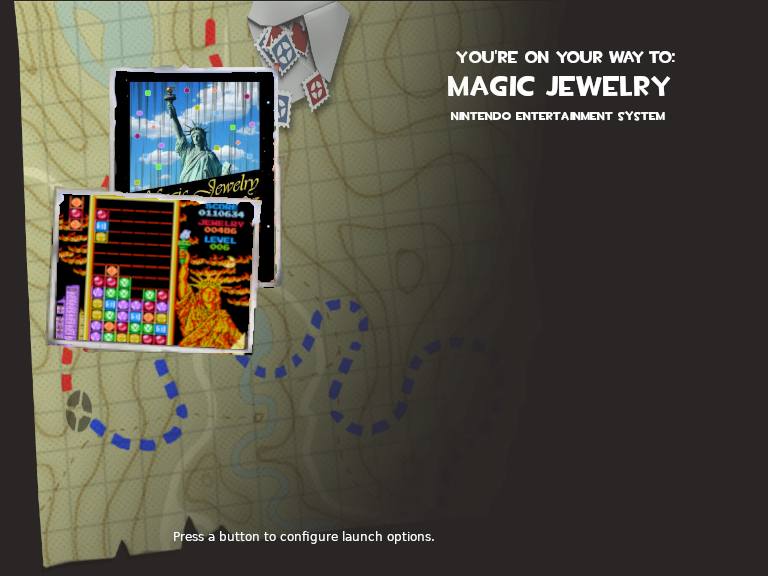 YOU'RE ON YOUR WAY TO:
MAGIC JEWELRY
NINTENDO ENTERTAINMENT SYSTEM
Magic Jewelry
SCORE
0110634
JEWELRY
00486
LEVEL
006
Press a button to configure launch options.